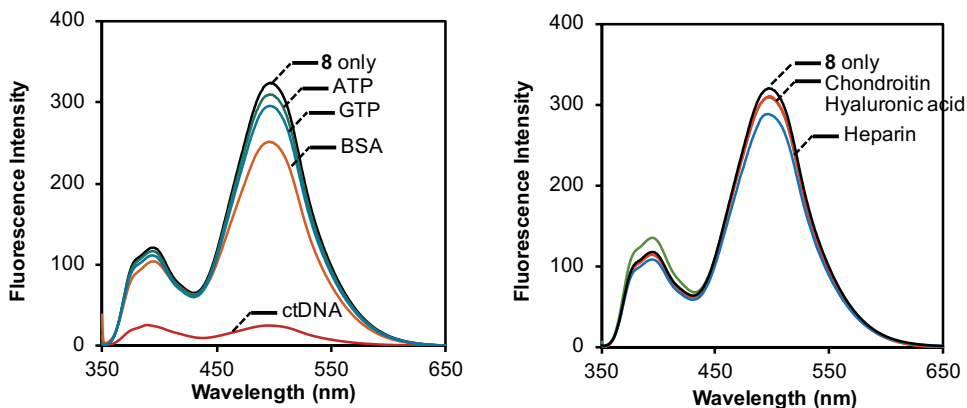 400
300
200
100
0
Fluorescence Intensity
8 only
ATP
GTP
BSA
ctDNA
350
450
550
650
Wavelength (nm)
400
300
200
100
0
Fluorescence Intensity
8 only
Chondroitin
Hyaluronic acid
Heparin
350
450
550
650
Wavelength (nm)